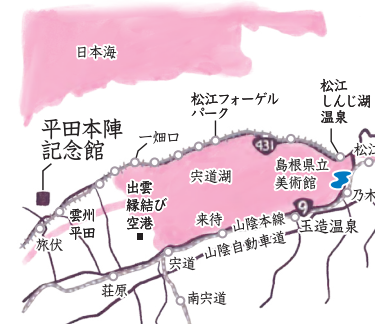 日本海
松江フォーゲル
パーク
松江
しんじ湖
温泉
平田本陣
記念館
一畑口
431
松江
島根県立
美術館
宍道湖
出雲
縁結び
空港
乃木
9
来待
山陰本線
玉造温泉
雲州
平田
旅伏
山陰自動車道
宍道
荘原
南宍道